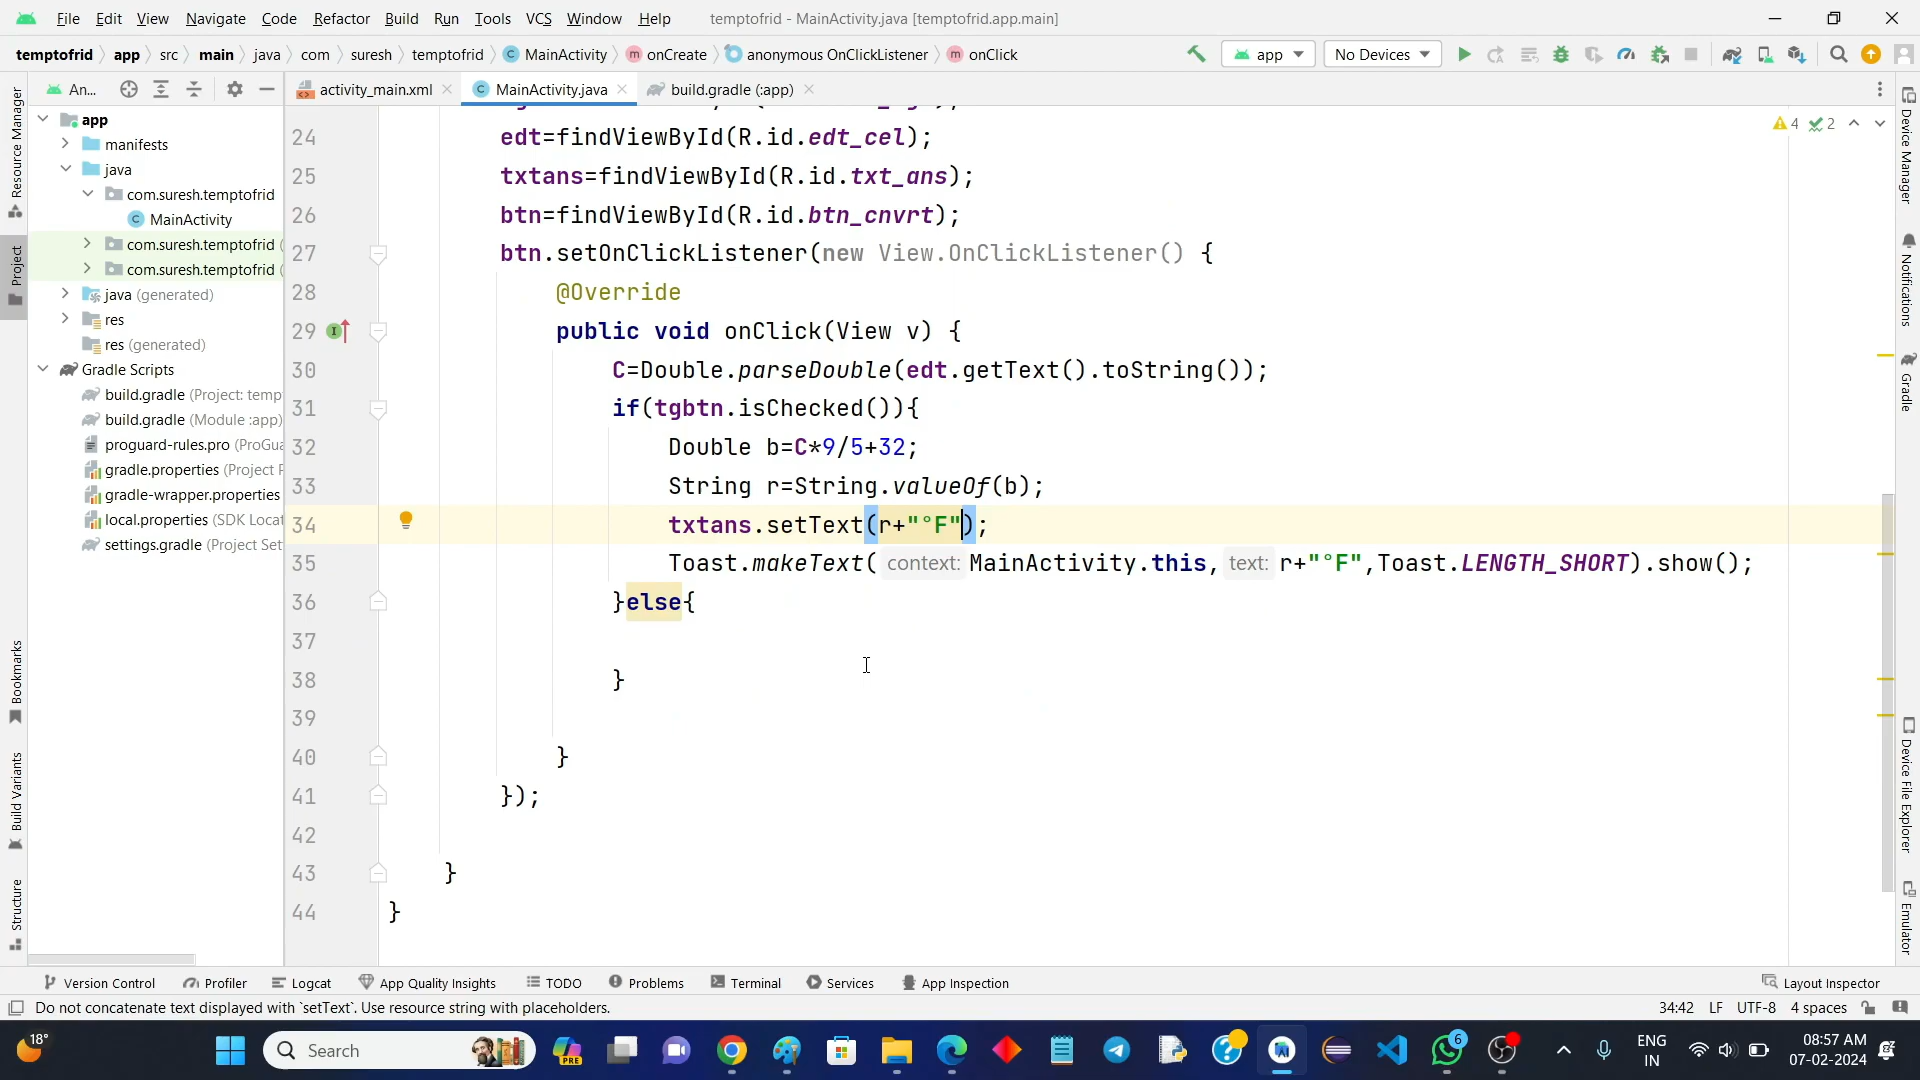 File Edit View Navigate Code Refactor Build Run Tools VCS Window Help temptofrid - MainActivity.java [temptofrid.app.main]
temptofrid app src main java com suresh temptofrid MainActivity onCreate anonymous OnClickListener onClick app No Devices
An... activity_main.xml MainActivity.java build.gradle (:app)
app
manifests
java
com.suresh.temptofrid
MainActivity
com.suresh.temptofrid (
com.suresh.temptofrid (
java (generated)
res
res (generated)
Gradle Scripts
build.gradle (Project: temp
build.gradle (Module :app)
proguard-rules.pro (ProGua
gradle.properties (Project P
gradle-wrapper.properties
local.properties (SDK Locat
settings.gradle (Project Set
Resource Manager
Project
Bookmarks
Build Variants
Structure
4 2
24 edt=findViewById(R.id.edt_cel);
25 txtans=findViewById(R.id.txt_ans);
26 btn=findViewById(R.id.btn_cnvrt);
27 btn.setOnClickListener(new View.OnClickListener() {
28 @Override
29 public void onClick(View v) {
30 C=Double.parseDouble(edt.getText().toString());
31 if(tgbtn.isChecked()){
32 Double b=C*9/5+32;
33 String r=String.valueOf(b);
34 txtans.setText(r+"°F");
35 Toast.makeText( context: MainActivity.this, text: r+"°F",Toast.LENGTH_SHORT).show();
36 }else{
37
38 }
39
40 }
41 });
42
43 }
44 }
Device Manager
Notifications
Gradle
Device File Explorer
Emulator
Version Control Profiler Logcat App Quality Insights TODO Problems Terminal Services App Inspection Layout Inspector
Do not concatenate text displayed with `setText`. Use resource string with placeholders. 34:42 LF UTF-8 4 spaces
18° Search PRE 6 ENG 08:57 AM
IN 07-02-2024